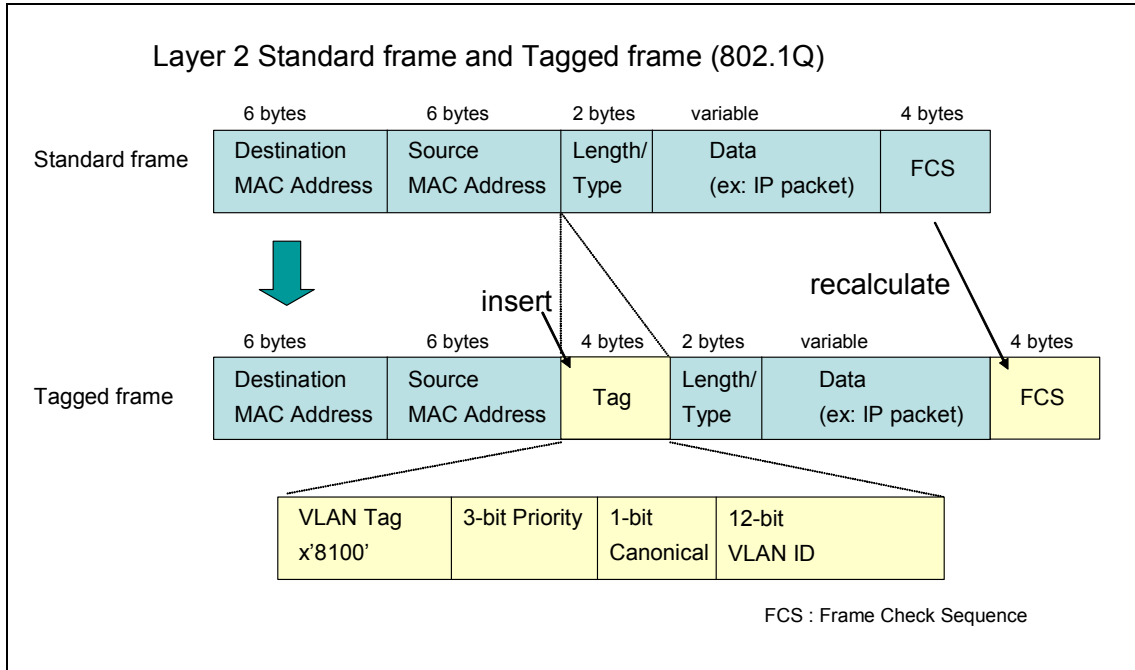 Layer 2 Standard frame and Tagged frame (802.1Q)
6 bytes 6 bytes 2 bytes variable 4 bytes
Standard frame
Destination
MAC Address
Source
MAC Address
Length/
Type
Data
(ex: IP packet)
FCS
insert
recalculate
6 bytes 6 bytes 4 bytes 2 bytes variable 4 bytes
Tagged frame
Destination
MAC Address
Source
MAC Address
Tag
Length/
Type
Data
(ex: IP packet)
FCS
VLAN Tag
x’8100’
3-bit Priority
1-bit
Canonical
12-bit
VLAN ID
FCS : Frame Check Sequence